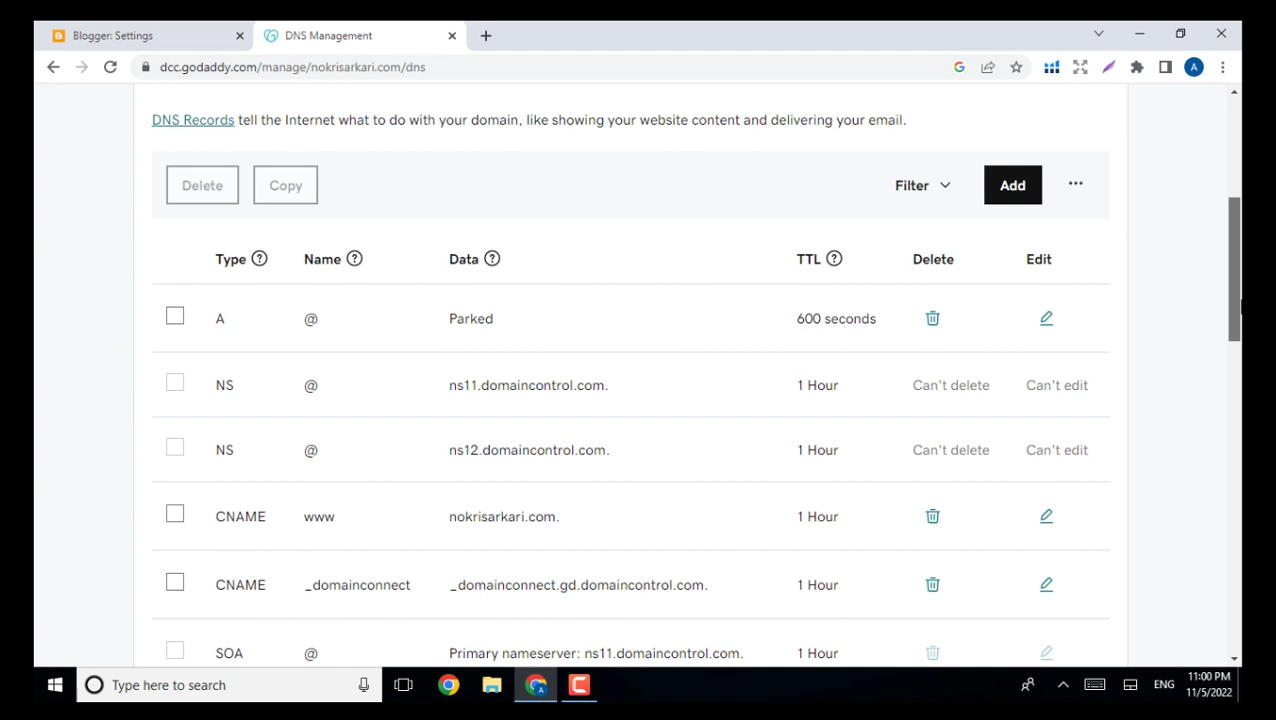 Blogger: Settings
DNS Management
dcc.godaddy.com/manage/nokrisarkari.com/dns
A
DNS Records tell the Internet what to do with your domain, like showing your website content and delivering your email.
Delete Copy Filter Add ...
Type ? Name ? Data ? TTL ? Delete Edit
A @ Parked 600 seconds
NS @ ns11.domaincontrol.com. 1 Hour Can't delete Can't edit
NS @ ns12.domaincontrol.com. 1 Hour Can't delete Can't edit
CNAME www nokrisarkari.com. 1 Hour
CNAME _domainconnect _domainconnect.gd.domaincontrol.com. 1 Hour
SOA @ Primary nameserver: ns11.domaincontrol.com. 1 Hour
Type here to search
ENG
11:00 PM
11/5/2022